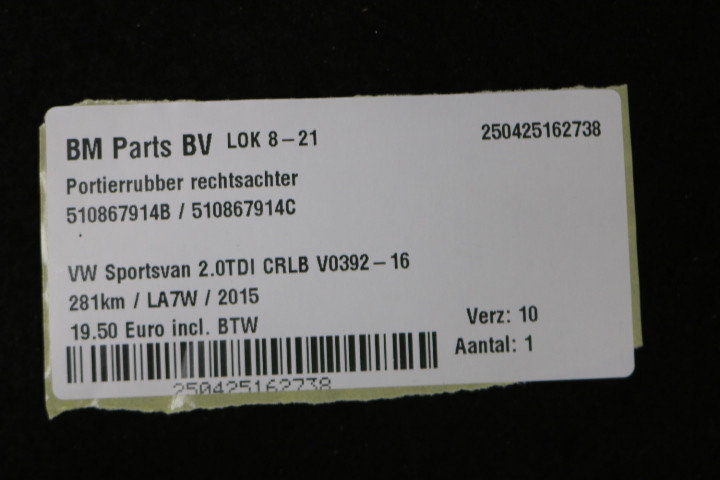 BM Parts BV LOK 8-21 250425162738
Portierrubber rechtsachter
510867914B / 510867914C
VW Sportsvan 2.0TDI CRLB V0392-16
281km / LA7W / 2015
19.50 Euro incl. BTW
Verz: 10
Aantal: 1
250425162738